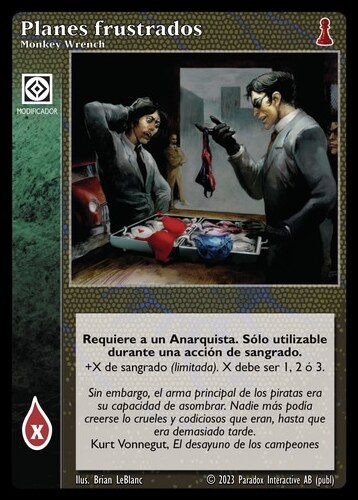 Planes frustrados
Monkey Wrench
MODIFICADOR
Requiere a un Anarquista. Sólo utilizable
durante una acción de sangrado.
+X de sangrado (limitada). X debe ser 1, 2 ó 3.
Sin embargo, el arma principal de los piratas era
su capacidad de asombrar. Nadie más podía
creerse lo crueles y codiciosos que eran, hasta que
era demasiado tarde.
Kurt Vonnegut, El desayuno de los campeones
X
Ilus. Brian LeBlanc
© 2023 Paradox Interactive AB (publ)